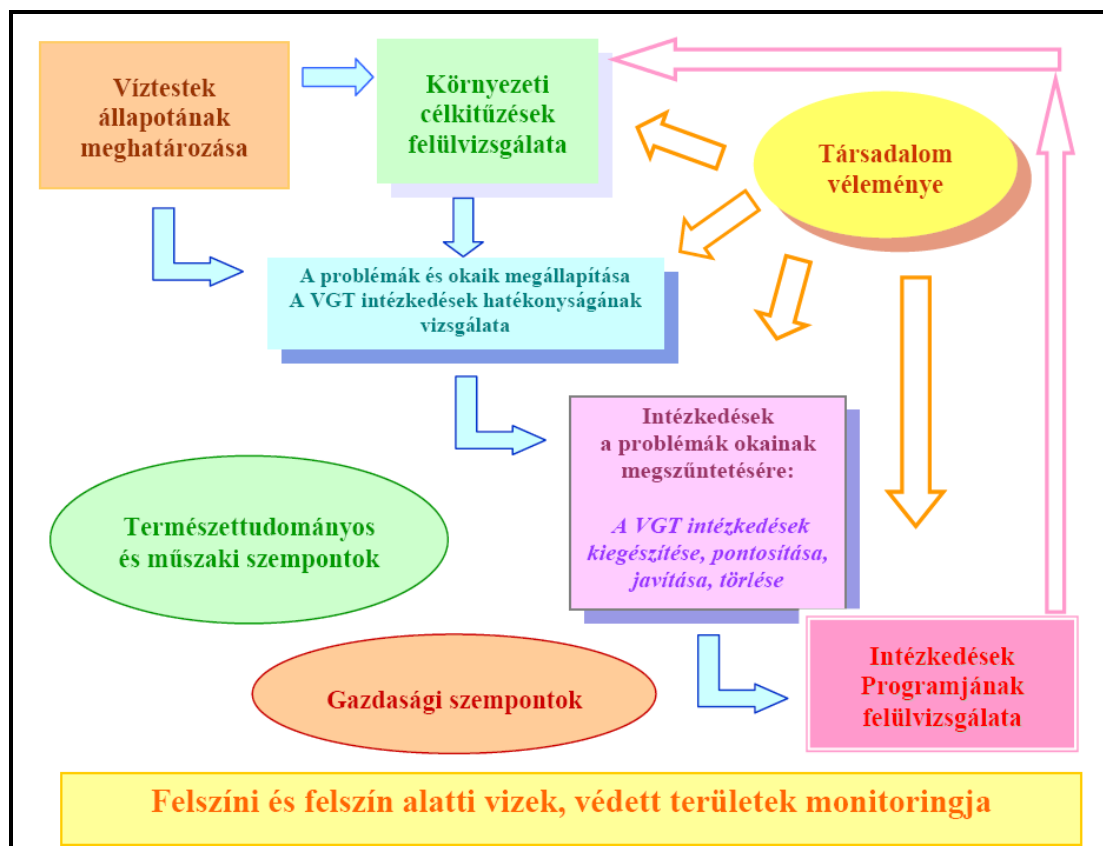 Víztestek
állapotának
meghatározása
Környezeti
célkitűzések
felülvizsgálata
Társadalom
véleménye
A problémák és okaik megállapítása
A VGT intézkedések hatékonyságának
vizsgálata
Intézkedések
a problémák okainak
megszűntetésére:
A VGT intézkedések
kiegészítése, pontosítása,
javítása, törlése
Természettudományos
és műszaki szempontok
Gazdasági szempontok
Intézkedések
Programjának
felülvizsgálata
Felszíni és felszín alatti vizek, védett területek monitoringja